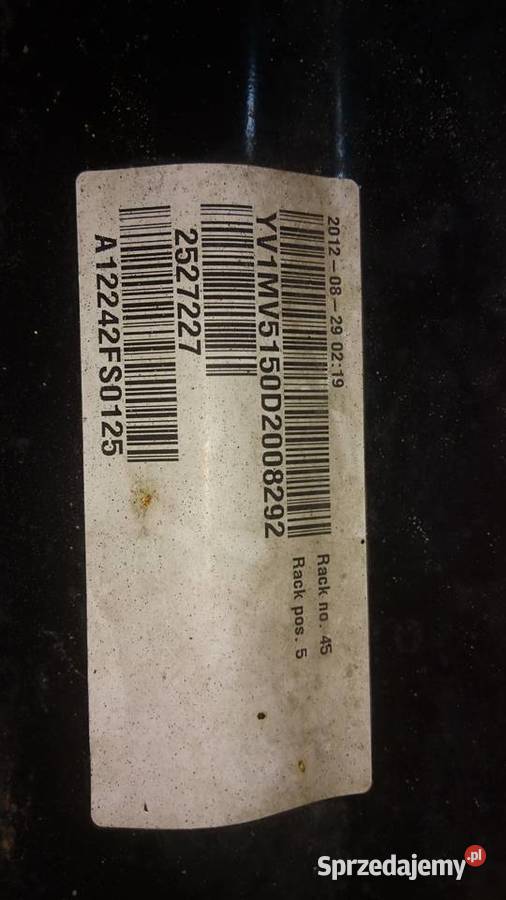 2012-08-29 02:19
YV1MV5150D2008292
2527227
A12242FS0125
Rack no. 45
Rack pos. 5
Sprzedajemy.pl